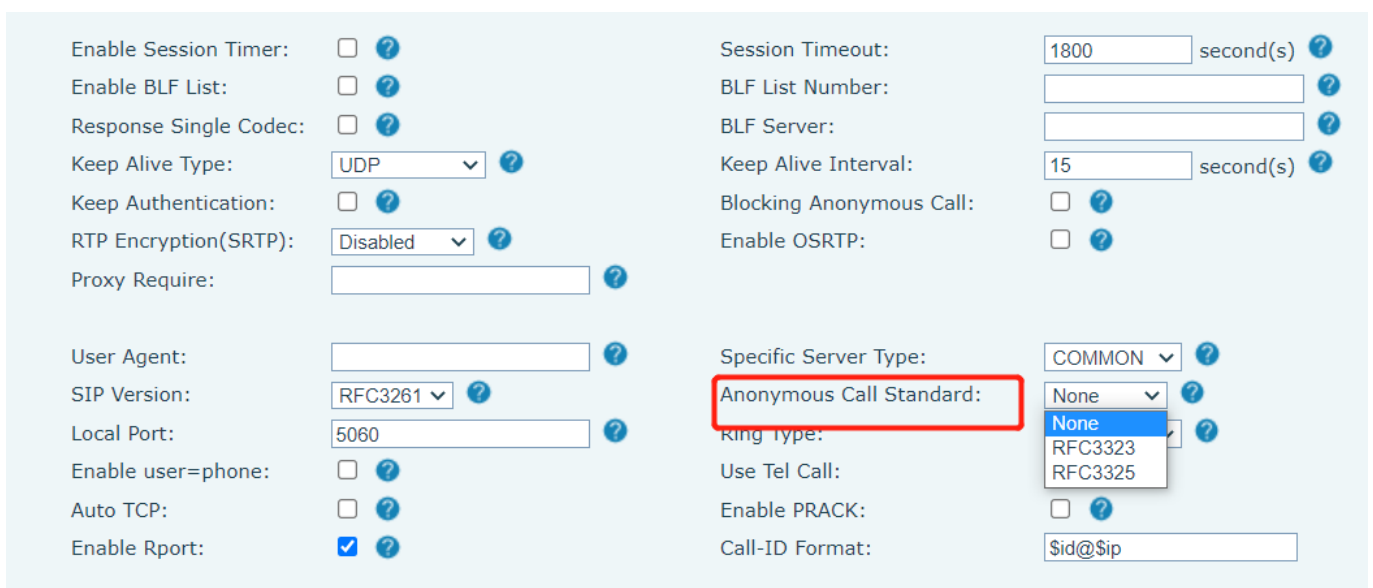 Enable Session Timer: ? Session Timeout: 1800 second(s) ?
Enable BLF List: ? BLF List Number: ?
Response Single Codec: ? BLF Server: ?
Keep Alive Type: UDP ? Keep Alive Interval: 15 second(s) ?
Keep Authentication: ? Blocking Anonymous Call: ?
RTP Encryption(SRTP): Disabled ? Enable OSRTP: ?
Proxy Require: ?
User Agent: ? Specific Server Type: COMMON ?
SIP Version: RFC3261 ? Anonymous Call Standard: None ?
Local Port: 5060 ? Ring Type: None ?
RFC3323
Enable user=phone: ? Use Tel Call: RFC3325
Auto TCP: ? Enable PRACK: ?
Enable Rport: ? Call-ID Format: $id@$ip